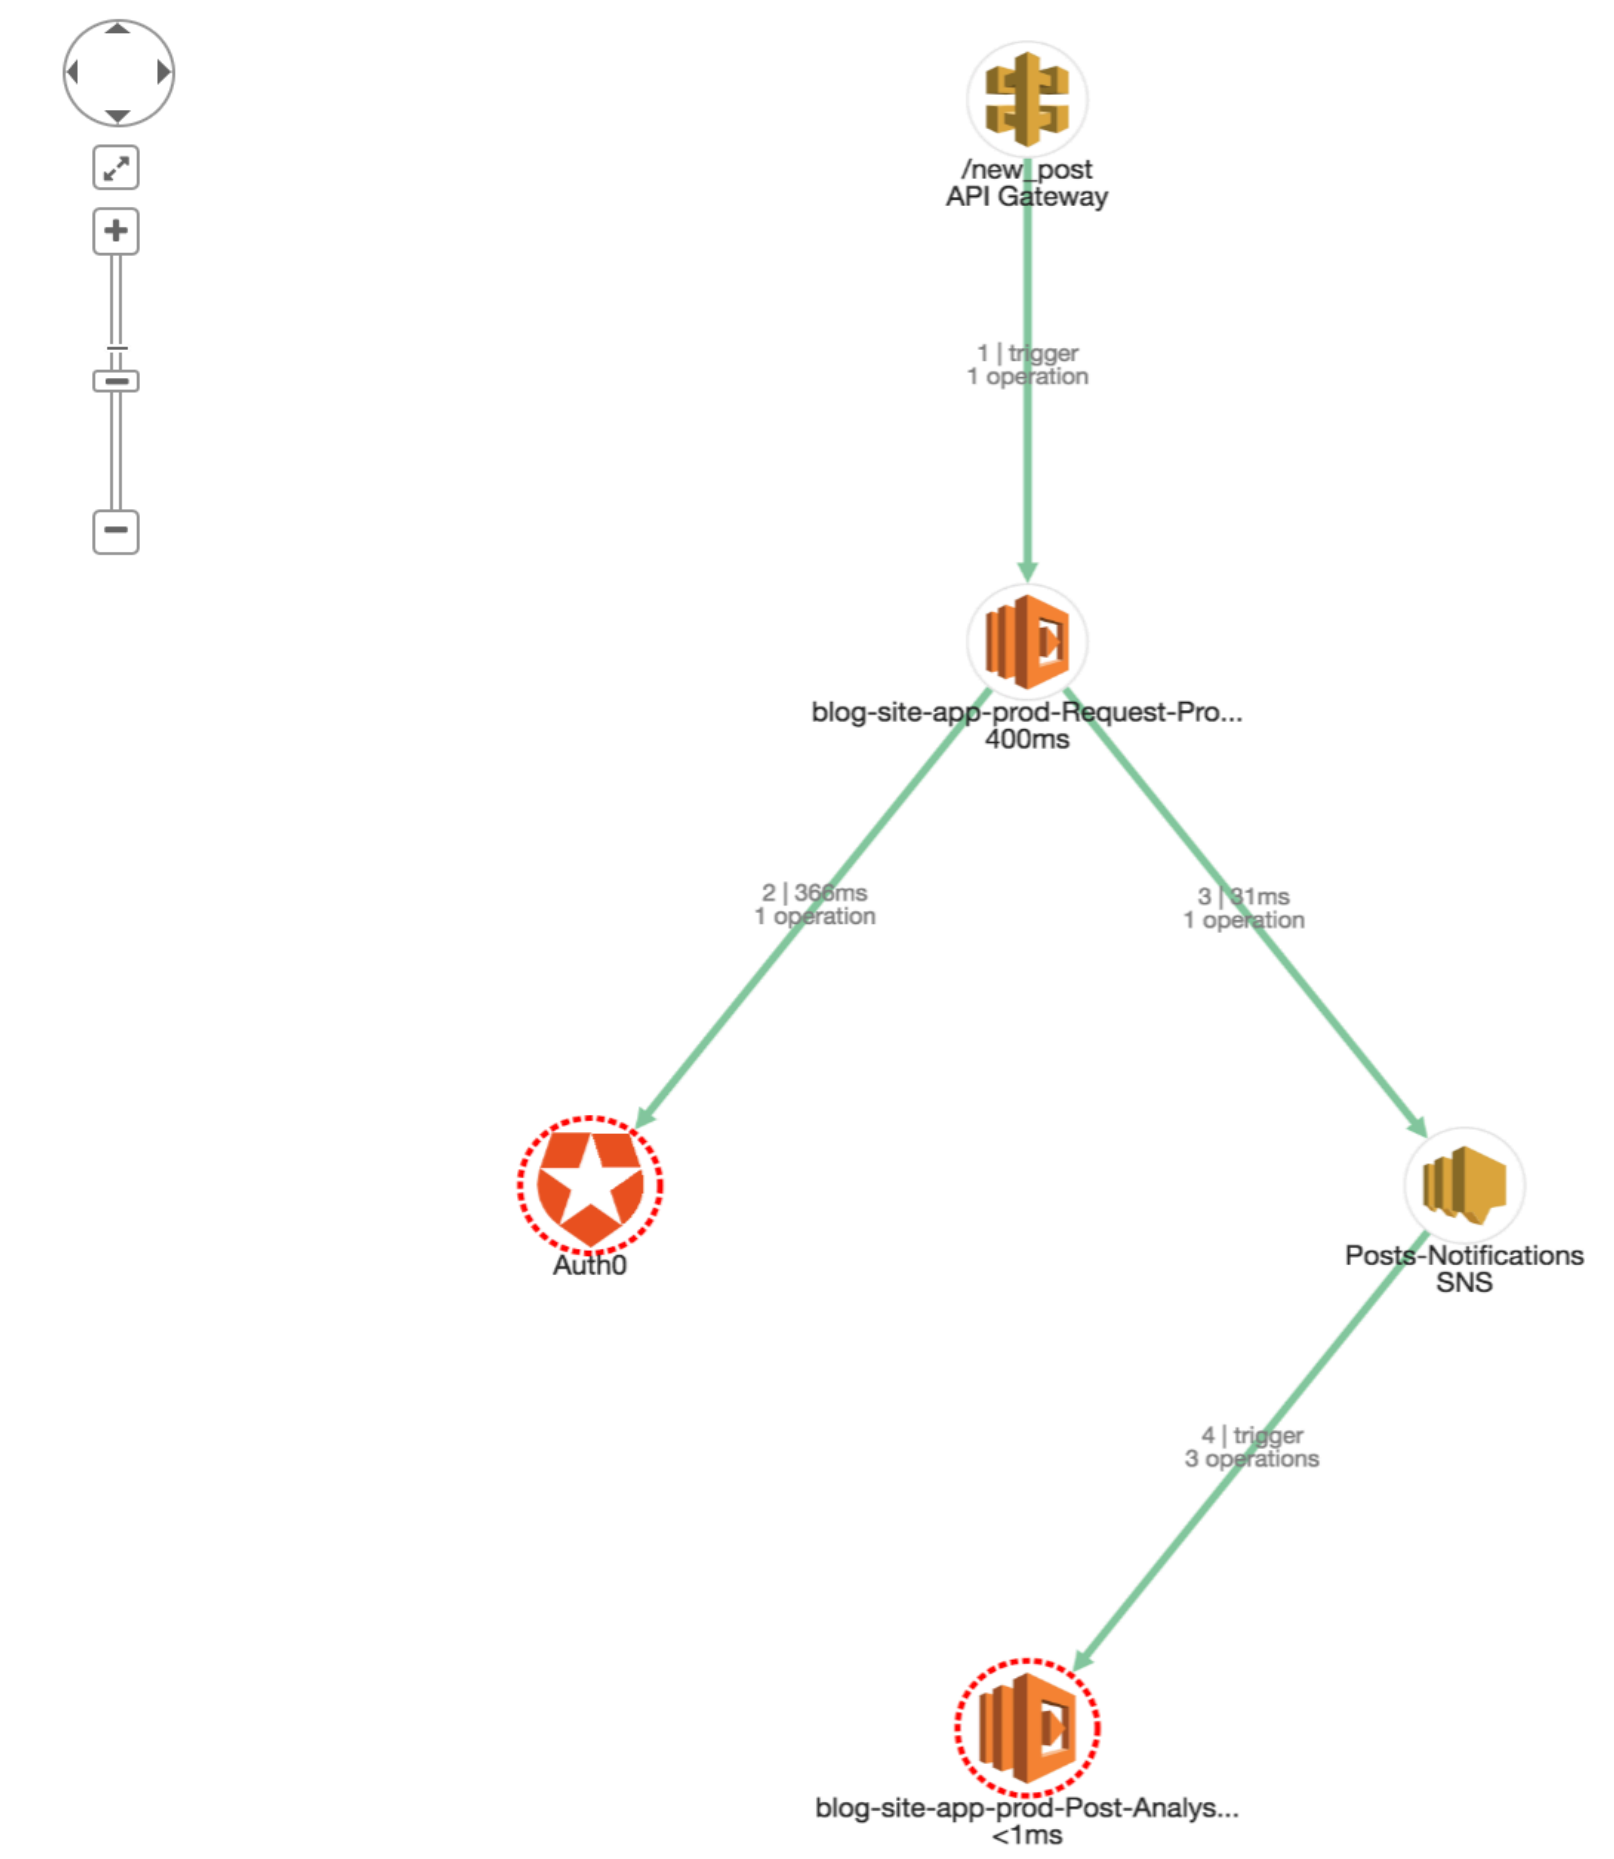 /new_post
API Gateway
1 | trigger
1 operation
blog-site-app-prod-Request-Pro...
400ms
2 | 366ms
1 operation
3 | 31ms
1 operation
Auth0
Posts-Notifications
SNS
4 | trigger
3 operations
blog-site-app-prod-Post-Analys...
<1ms